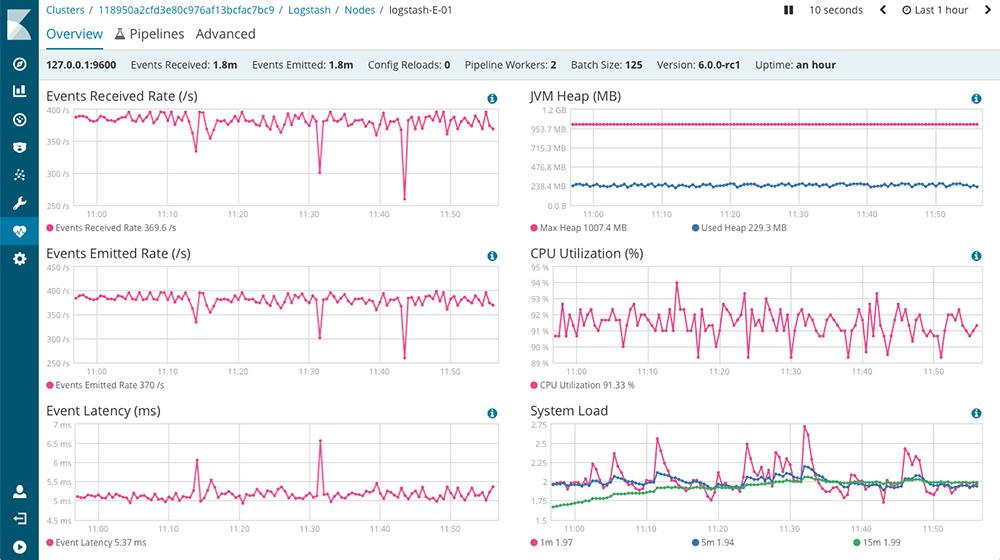 Clusters / 118950a2cfd3e80c976af13bcfac7bc9 / Logstash / Nodes / logstash-E-01
10 seconds Last 1 hour
Overview Pipelines Advanced
127.0.0.1:9600 Events Received: 1.8m Events Emitted: 1.8m Config Reloads: 0 Pipeline Workers: 2 Batch Size: 125 Version: 6.0.0-rc1 Uptime: an hour
Events Received Rate (/s)
400 /s
350 /s
300 /s
250 /s
11:00 11:10 11:20 11:30 11:40 11:50
Events Received Rate 369.6 /s
JVM Heap (MB)
1.2 GB
953.7 MB
715.3 MB
476.8 MB
238.4 MB
0.0 B
11:00 11:10 11:20 11:30 11:40 11:50
Max Heap 1007.4 MB Used Heap 229.3 MB
Events Emitted Rate (/s)
450 /s
400 /s
350 /s
300 /s
250 /s
11:00 11:10 11:20 11:30 11:40 11:50
Events Emitted Rate 370 /s
CPU Utilization (%)
95 %
94 %
93 %
92 %
91 %
90 %
89 %
11:00 11:10 11:20 11:30 11:40 11:50
CPU Utilization 91.33 %
Event Latency (ms)
7 ms
6.5 ms
6 ms
5.5 ms
5 ms
4.5 ms
11:00 11:10 11:20 11:30 11:40 11:50
Event Latency 5.37 ms
System Load
2.75
2.5
2.25
2
1.75
1.5
11:00 11:10 11:20 11:30 11:40 11:50
1m 1.97 5m 1.94 15m 1.99